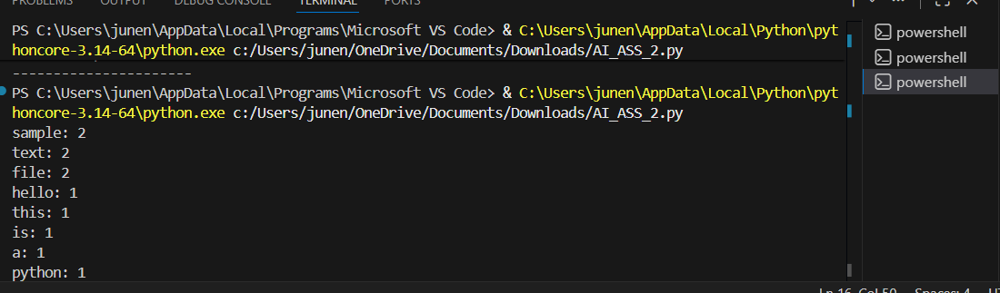 PROBLEMS OUTPUT DEBUG CONSOLE TERMINAL PORTS
PS C:\Users\junen\AppData\Local\Programs\Microsoft VS Code> & C:\Users\junen\AppData\Local\Python\pyt
honcore-3.14-64\python.exe c:/Users/junen/OneDrive/Documents/Downloads/AI_ASS_2.py
----------------------
PS C:\Users\junen\AppData\Local\Programs\Microsoft VS Code> & C:\Users\junen\AppData\Local\Python\pyt
honcore-3.14-64\python.exe c:/Users/junen/OneDrive/Documents/Downloads/AI_ASS_2.py
sample: 2
text: 2
file: 2
hello: 1
this: 1
is: 1
a: 1
python: 1
powershell
powershell
powershell
Ln 16, Col 50 Spaces: 4